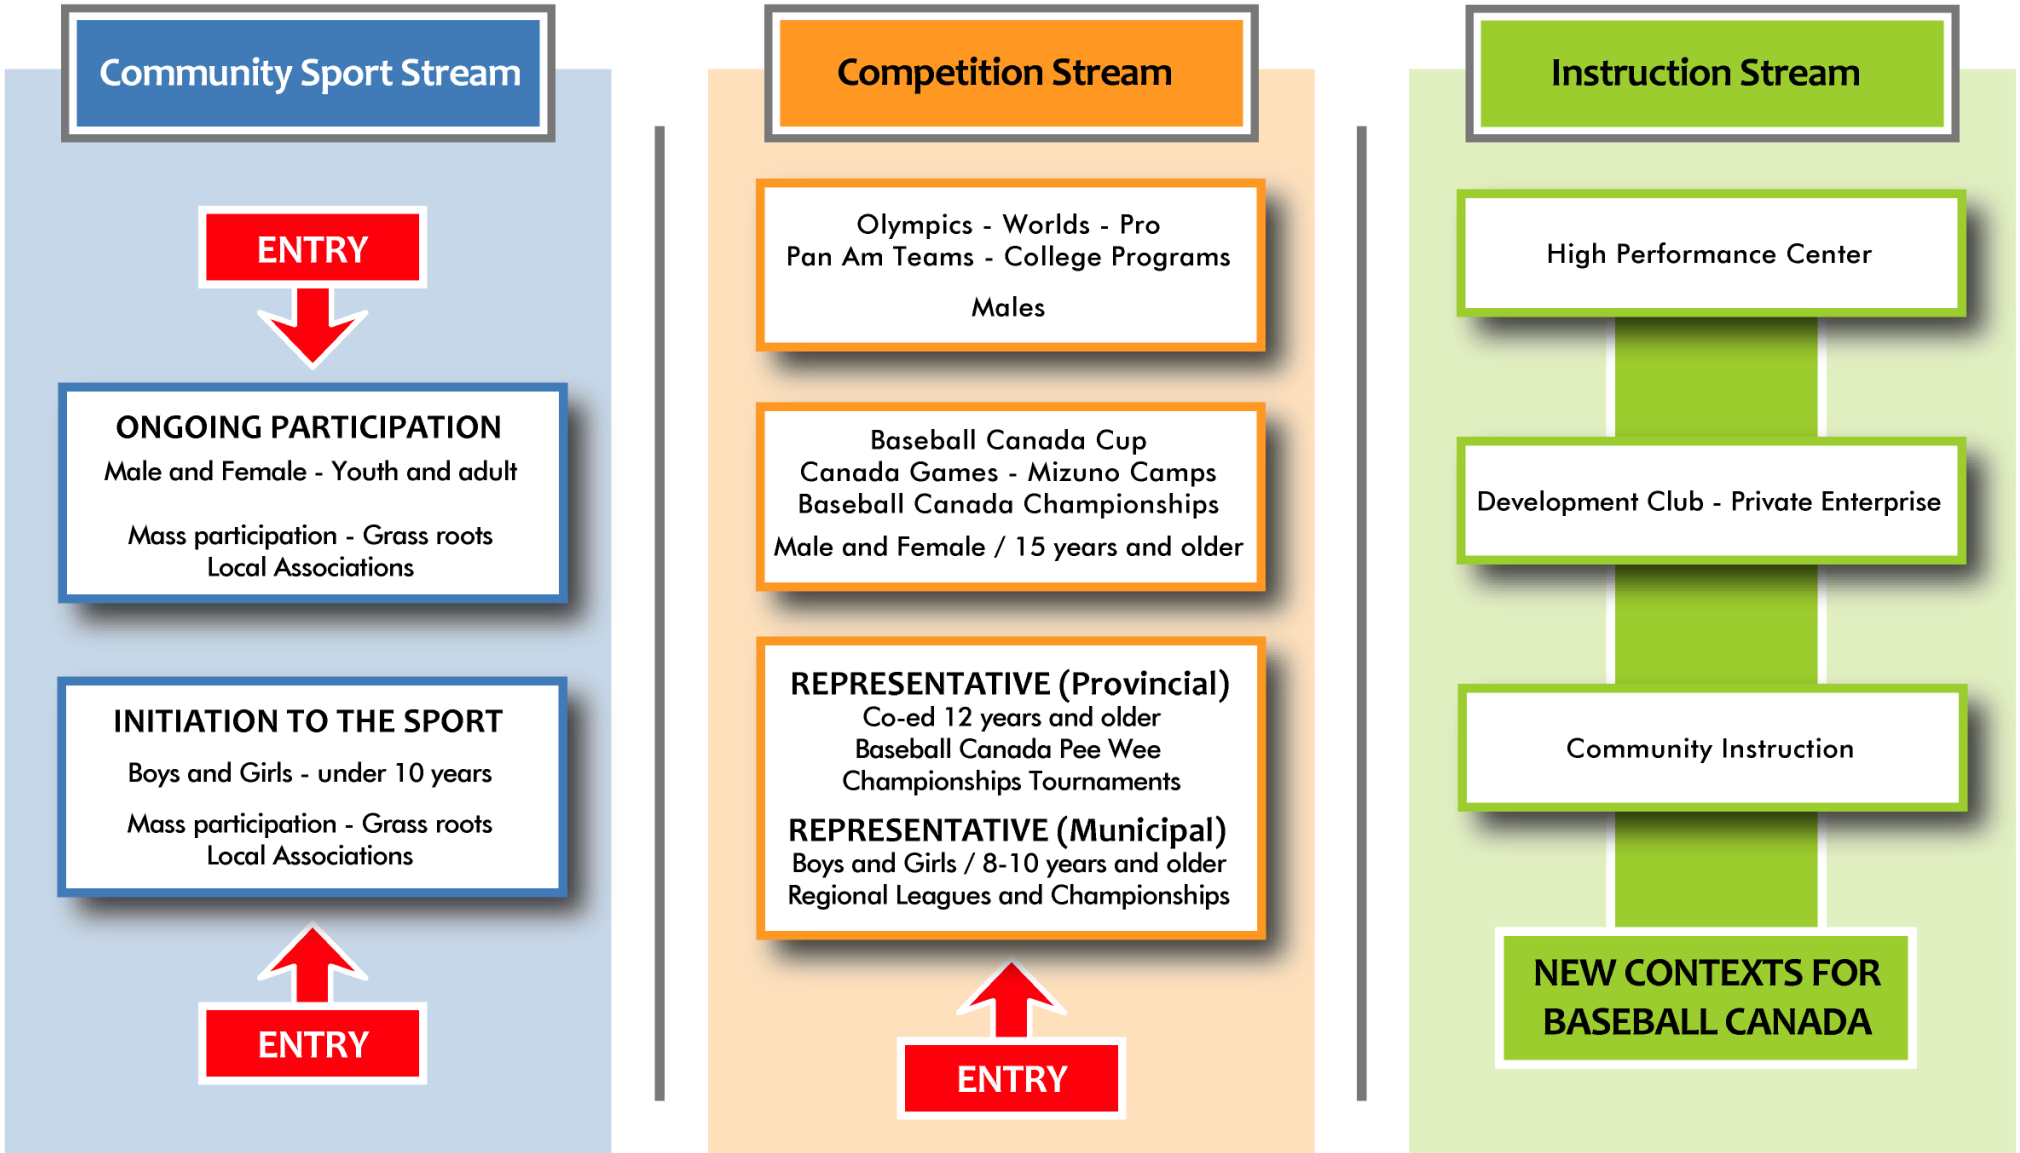 Community Sport Stream
ENTRY
ONGOING PARTICIPATION
Male and Female - Youth and adult
Mass participation - Grass roots
Local Associations
INITIATION TO THE SPORT
Boys and Girls - under 10 years
Mass participation - Grass roots
Local Associations
ENTRY
Competition Stream
Olympics - Worlds - Pro
Pan Am Teams - College Programs
Males
Baseball Canada Cup
Canada Games - Mizuno Camps
Baseball Canada Championships
Male and Female / 15 years and older
REPRESENTATIVE (Provincial)
Co-ed 12 years and older
Baseball Canada Pee Wee
Championships Tournaments
REPRESENTATIVE (Municipal)
Boys and Girls / 8-10 years and older
Regional Leagues and Championships
ENTRY
Instruction Stream
High Performance Center
Development Club - Private Enterprise
Community Instruction
NEW CONTEXTS FOR
BASEBALL CANADA